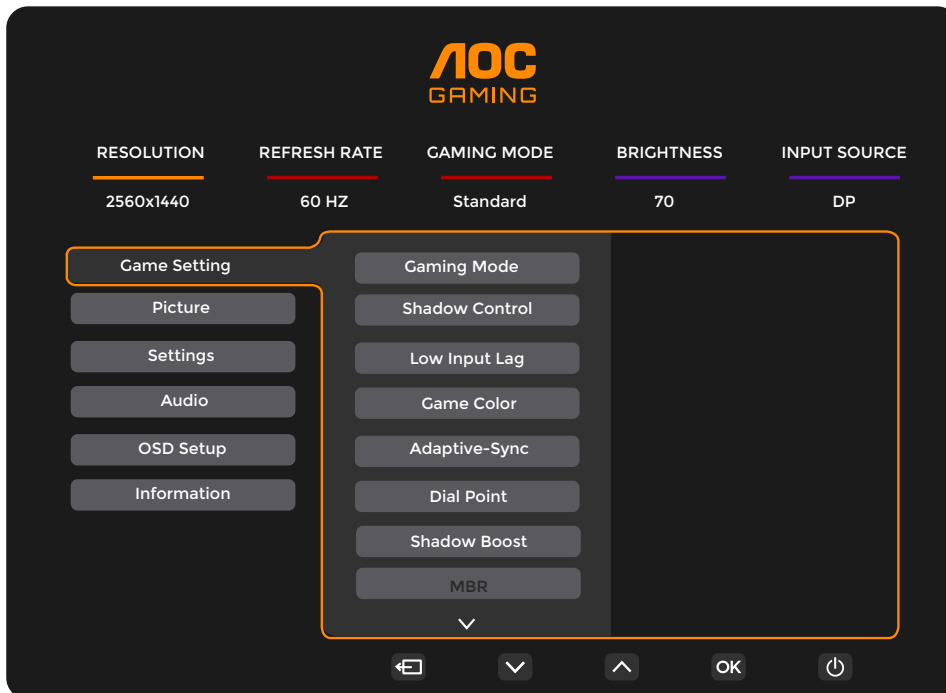 AOC
GAMING
RESOLUTION REFRESH RATE GAMING MODE BRIGHTNESS INPUT SOURCE
2560x1440 60 HZ Standard 70 DP
Game Setting
Picture
Settings
Audio
OSD Setup
Information
Gaming Mode
Shadow Control
Low Input Lag
Game Color
Adaptive-Sync
Dial Point
Shadow Boost
MBR
OK